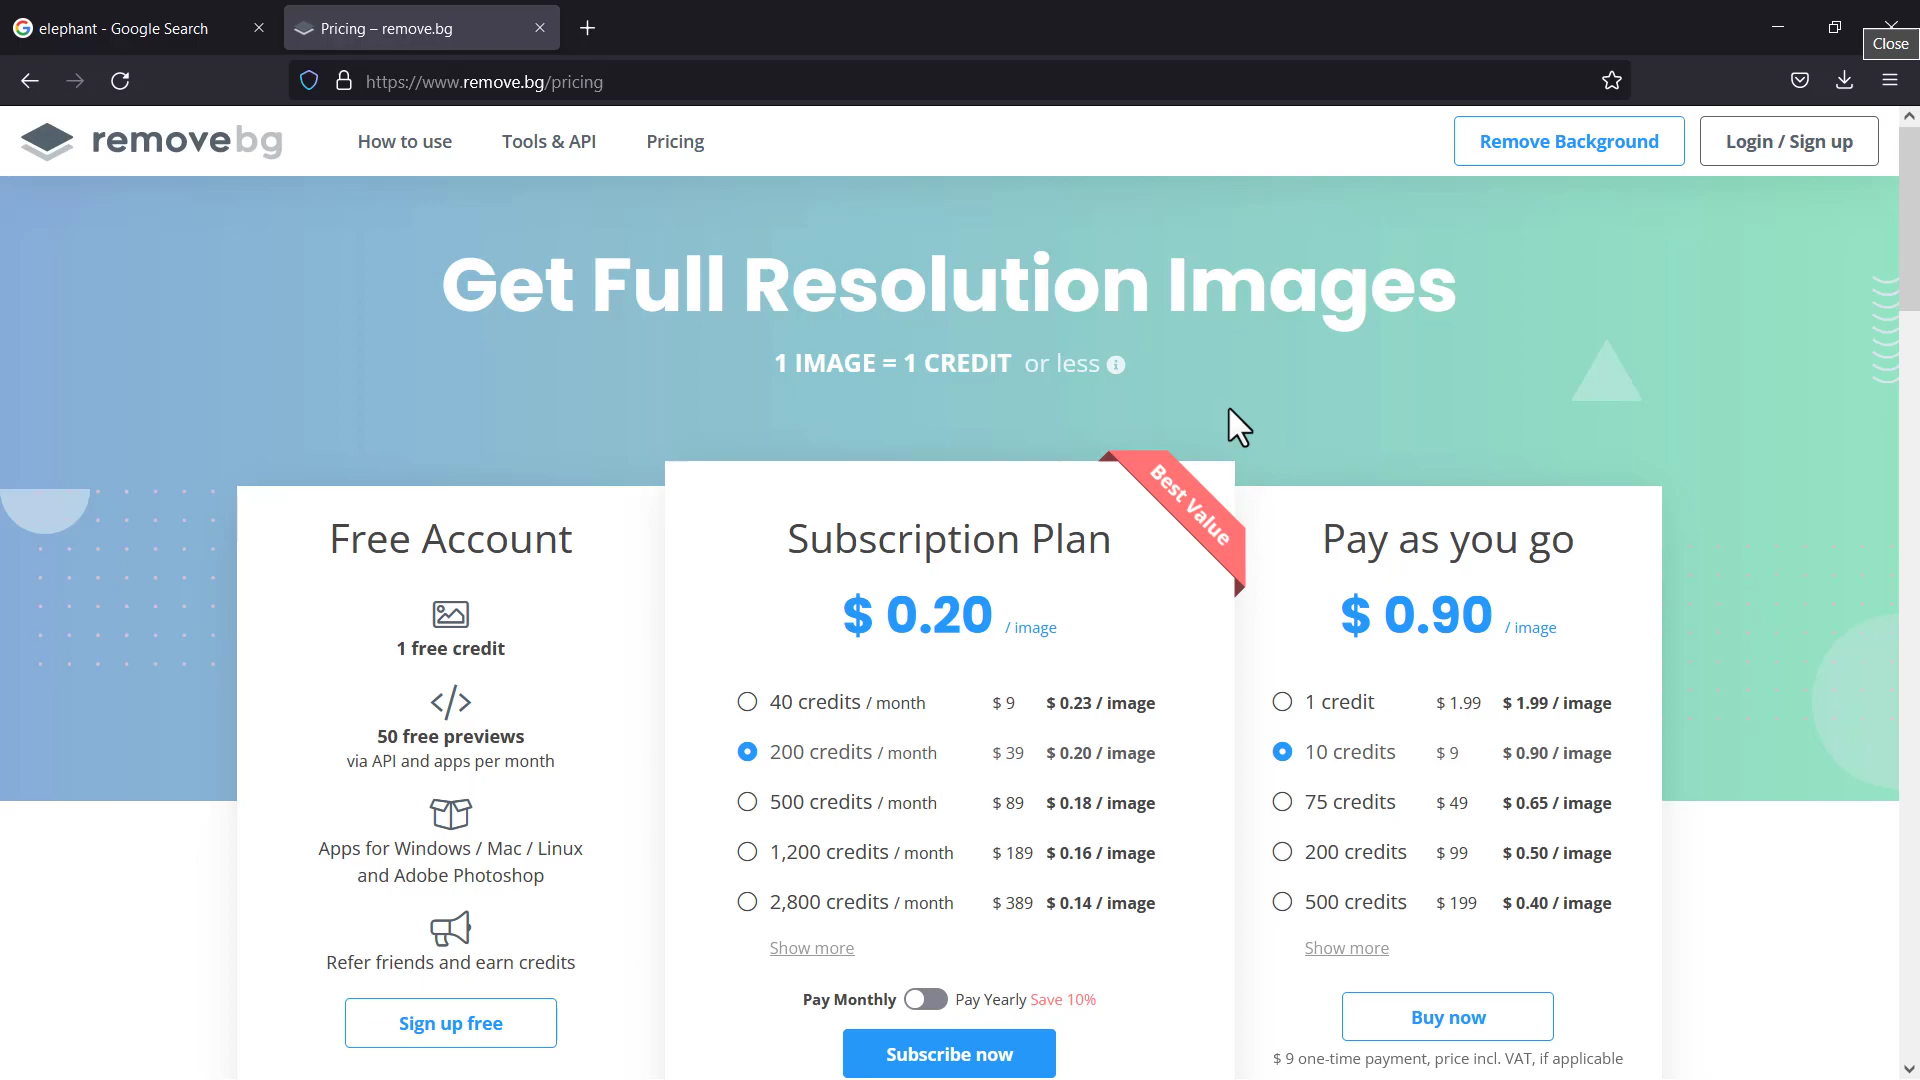 elephant - Google Search
Pricing – remove.bg
Close
https://www.remove.bg/pricing
removebg
How to use
Tools & API
Pricing
Remove Background
Login / Sign up
Get Full Resolution Images
1 IMAGE = 1 CREDIT or less
Free Account
1 free credit
50 free previews
via API and apps per month
Apps for Windows / Mac / Linux
and Adobe Photoshop
Refer friends and earn credits
Sign up free
Best Value
Subscription Plan
$ 0.20 / image
40 credits / month $ 9 $ 0.23 / image
200 credits / month $ 39 $ 0.20 / image
500 credits / month $ 89 $ 0.18 / image
1,200 credits / month $ 189 $ 0.16 / image
2,800 credits / month $ 389 $ 0.14 / image
Show more
Pay Monthly Pay Yearly Save 10%
Subscribe now
Pay as you go
$ 0.90 / image
1 credit $ 1.99 $ 1.99 / image
10 credits $ 9 $ 0.90 / image
75 credits $ 49 $ 0.65 / image
200 credits $ 99 $ 0.50 / image
500 credits $ 199 $ 0.40 / image
Show more
Buy now
$ 9 one-time payment, price incl. VAT, if applicable